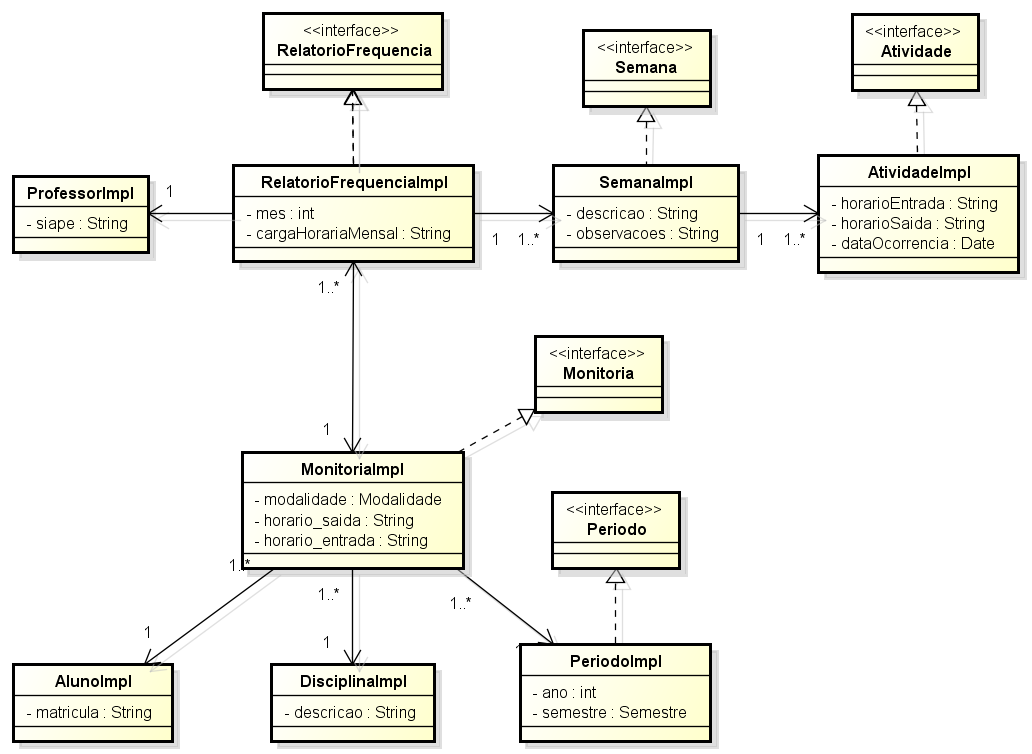 <<interface>>
RelatorioFrequencia
<<interface>>
Semana
<<interface>>
Atividade
ProfessorImpl
- siape : String
1
RelatorioFrequenciaImpl
- mes : int
- cargaHorariaMensal : String
1
1..*
SemanaImpl
- descricao : String
- observacoes : String
1
1..*
AtividadeImpl
- horarioEntrada : String
- horarioSaida : String
- dataOcorrencia : Date
1..*
1
<<interface>>
Monitoria
MonitoriaImpl
- modalidade : Modalidade
- horario_saida : String
- horario_entrada : String
<<interface>>
Periodo
1..*
1..*
1..*
1
1
AlunoImpl
- matricula : String
DisciplinaImpl
- descricao : String
PeriodoImpl
- ano : int
- semestre : Semestre